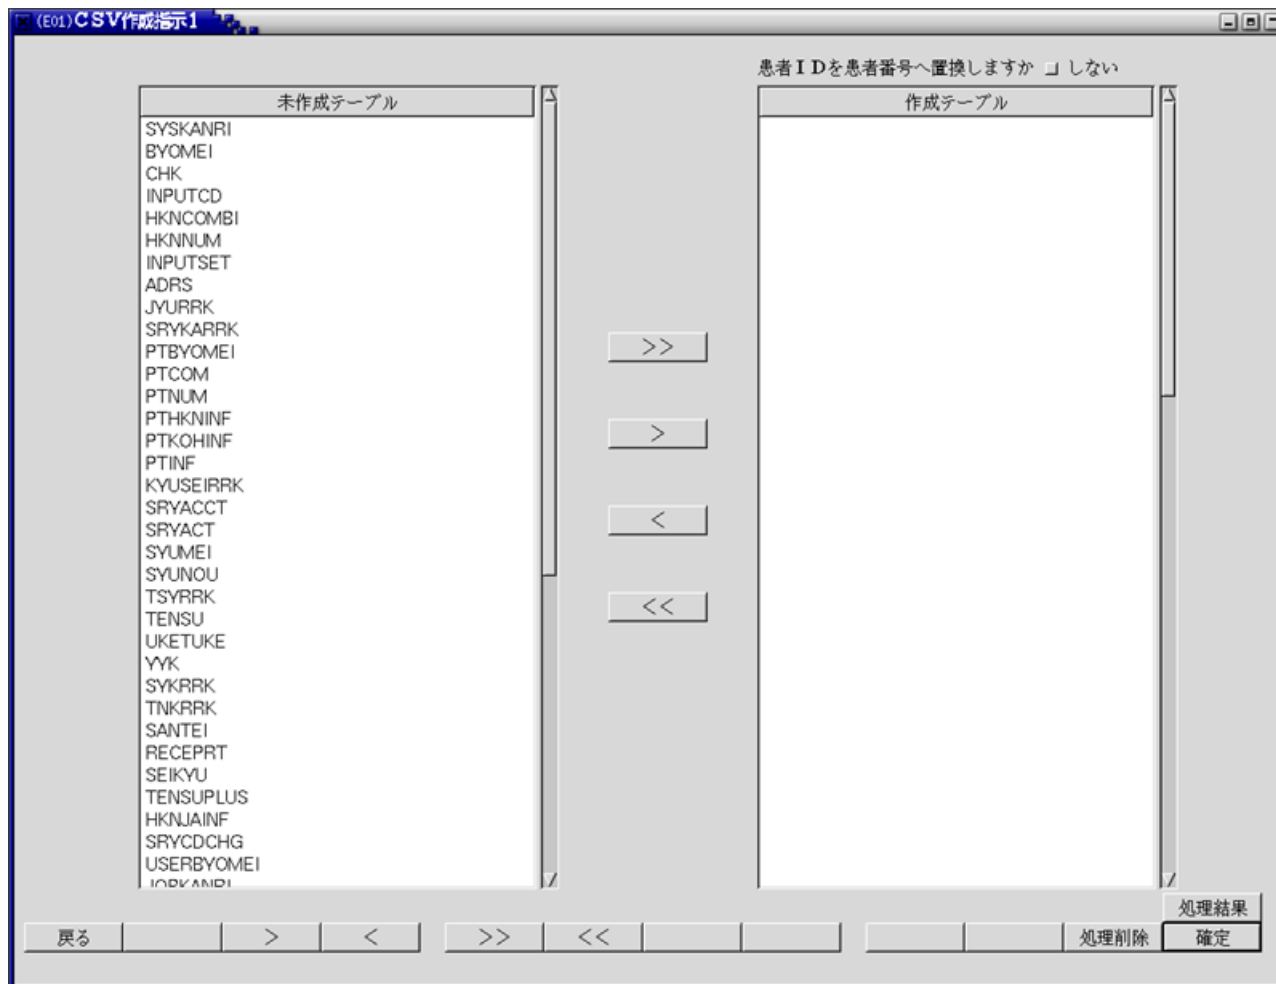 (E01)CSV作成指示1
患者IDを患者番号へ置換しますか しない
未作成テーブル
SYSKANRI
BYOMEI
CHK
INPUTCD
HKNCOMBI
HKNNUM
INPUTSET
ADRS
JYURRK
SRYKARRK
PTBYOMEI
PTCOM
PTNUM
PTHKNINF
PTKOHINF
PTINF
KYUSEIRRK
SRYACCT
SRYACT
SYUMEI
SYUNOU
TSYRRK
TENSU
UKETUKE
YYK
SYKRRK
TNKRRK
SANTEI
RECEPRT
SEIKYU
TENSUPLUS
HKNJAINF
SRYCDCHG
USERBYOMEI
JOBKANRI
>>
>
<
<<
作成テーブル
処理結果
戻る > < >> << 処理削除 確定